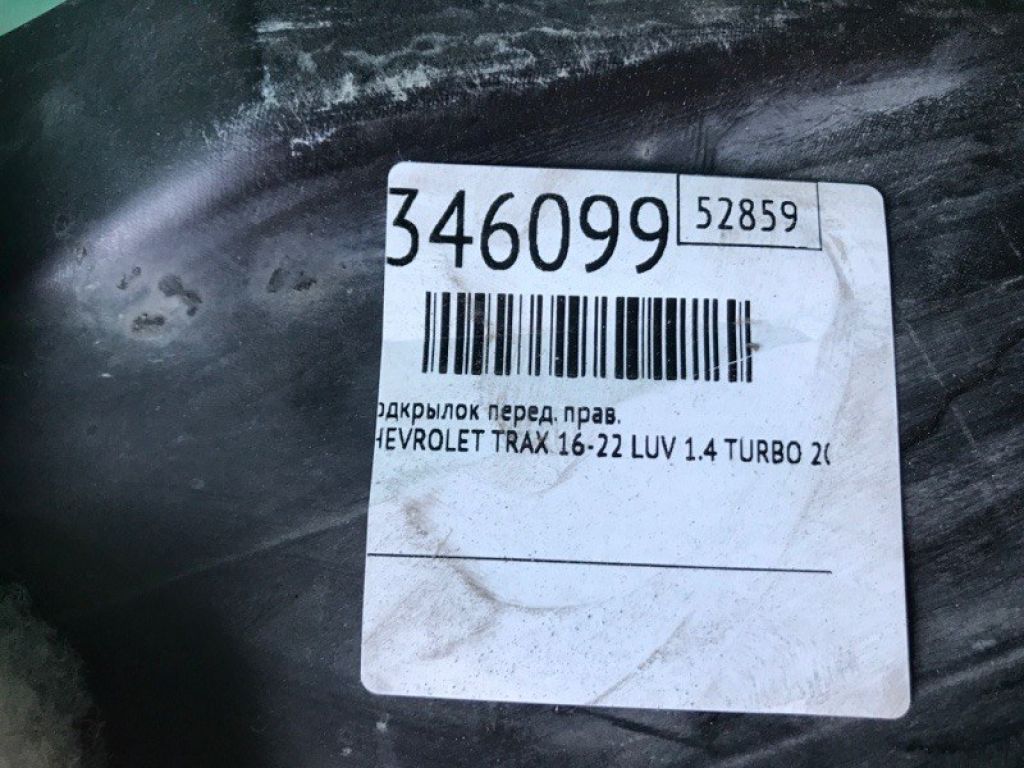 346099
52859
одкрылок перед. прав.
HEVROLET TRAX 16-22 LUV 1.4 TURBO 20